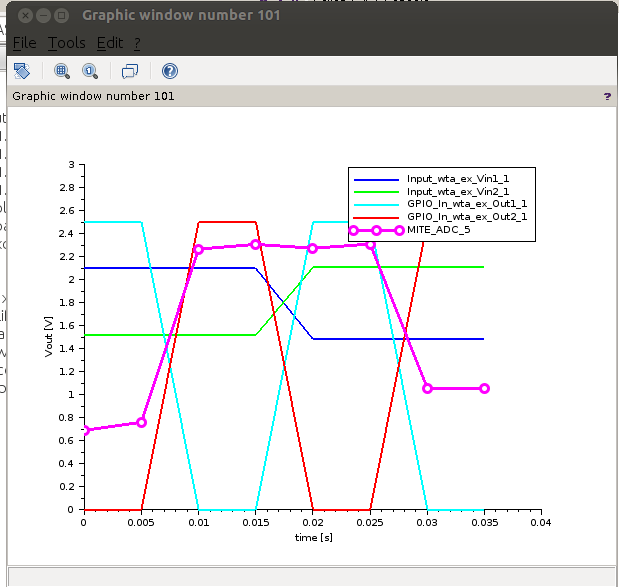 Graphic window number 101
File Tools Edit ?
Graphic window number 101 ?
Input_wta_ex_Vin1_1
Input_wta_ex_Vin2_1
GPIO_In_wta_ex_Out1_1
GPIO_In_wta_ex_Out2_1
MITE_ADC_5
3
2.8
2.6
2.4
2.2
2
1.8
1.6
1.4
1.2
1
0.8
0.6
0.4
0.2
0
Vout [V]
0 0.005 0.01 0.015 0.02 0.025 0.03 0.035 0.04
time [s]